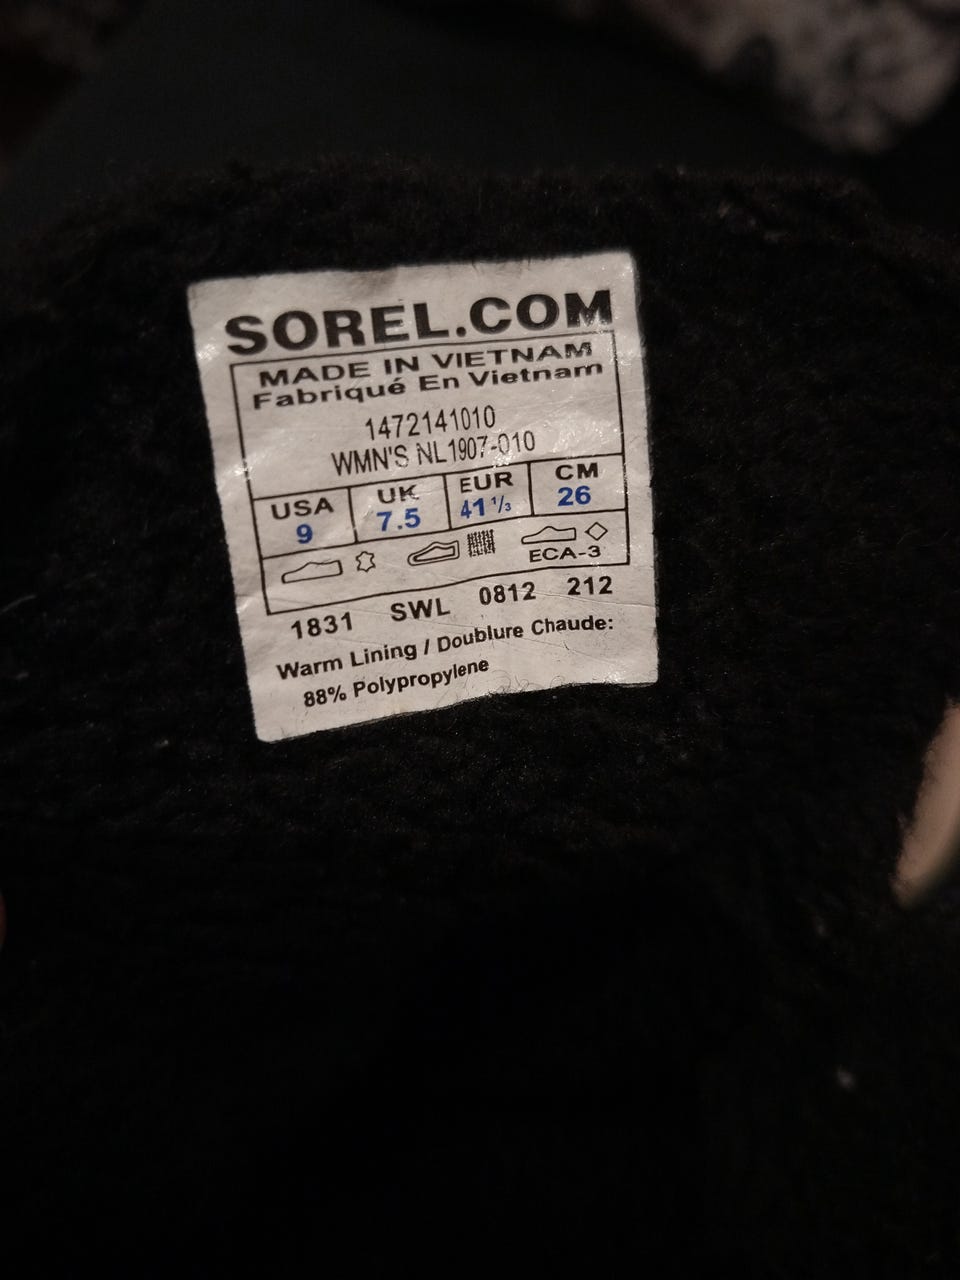 SOREL.COM
MADE IN VIETNAM
Fabriqué En Vietnam
1472141010
WMN'S NL1907-010
USA UK EUR CM
9 7.5 41 1/3 26
ECA-3
1831 SWL 0812 212
Warm Lining / Doublure Chaude:
88% Polypropylene